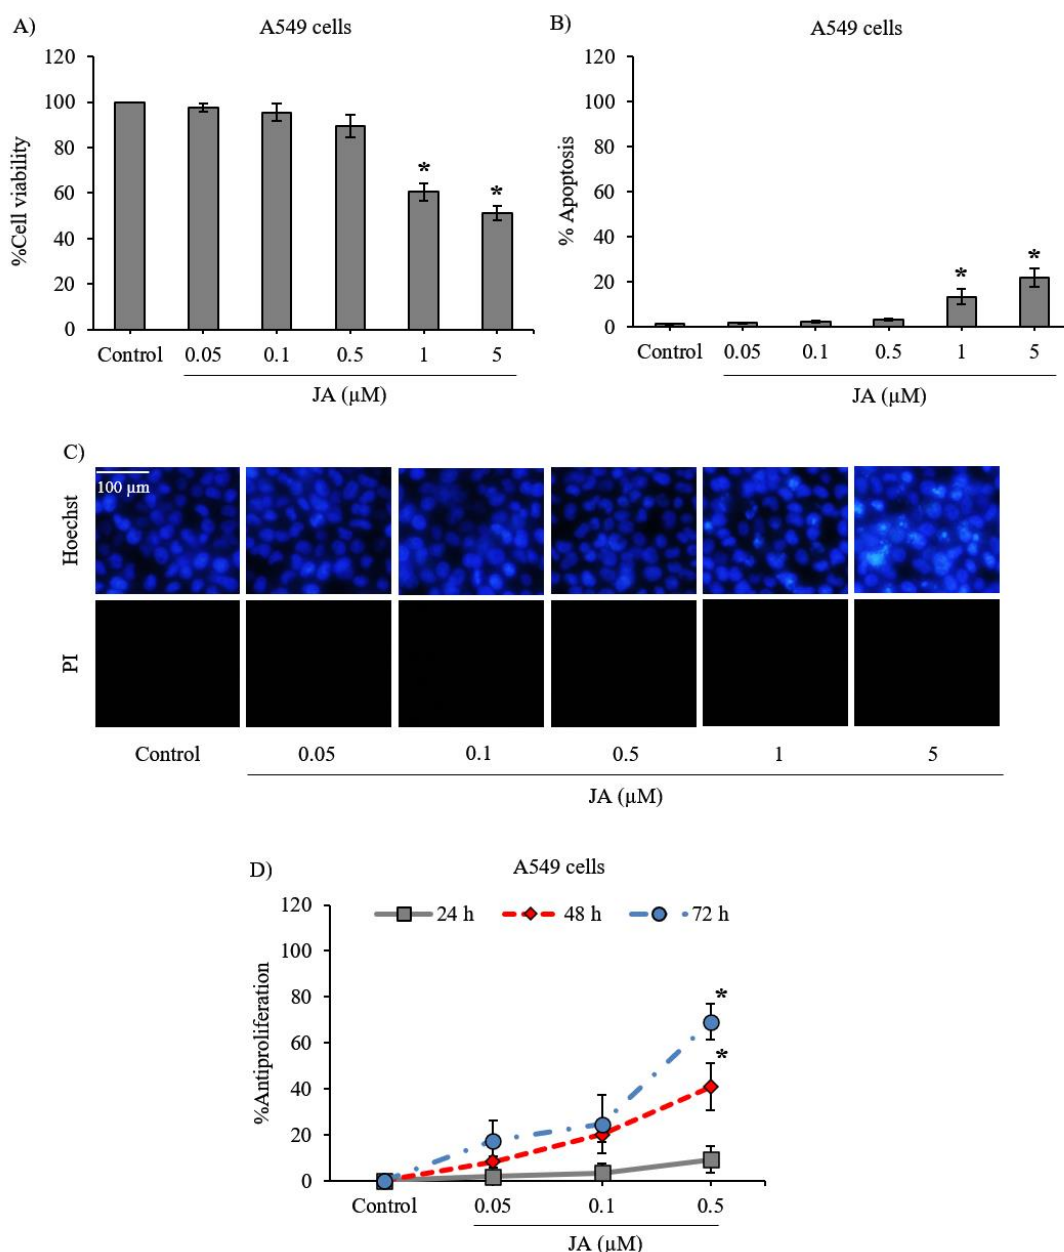 A)
A549 cells
120
100
80
60
40
20
0
%Cell viability
*
*
Control 0.05 0.1 0.5 1 5
JA (µM)
B)
A549 cells
120
100
80
60
40
20
0
% Apoptosis
*
*
Control 0.05 0.1 0.5 1 5
JA (µM)
C)
100 µm
Hoechst
PI
Control 0.05 0.1 0.5 1 5
JA (µM)
D)
A549 cells
24 h 48 h 72 h
120
100
80
60
40
20
0
%Antiproliferation
*
*
Control 0.05 0.1 0.5
JA (µM)